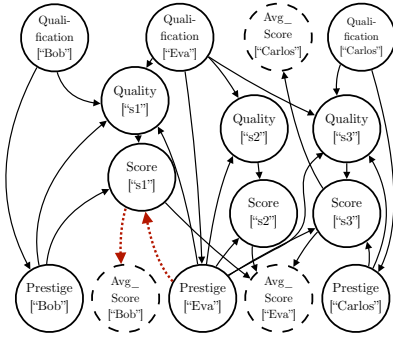 Quali-
fication
[“Bob”]
Quali-
fication
[“Eva”]
Avg_
Score
[“Carlos”]
Quali-
fication
[“Carlos”]
Quality
[“s1”]
Quality
[“s2”]
Quality
[“s3”]
Score
[“s1”]
Score
[“s2”]
Score
[“s3”]
Prestige
[“Bob”]
Avg_
Score
[“Bob”]
Prestige
[“Eva”]
Avg_
Score
[“Eva”]
Prestige
[“Carlos”]